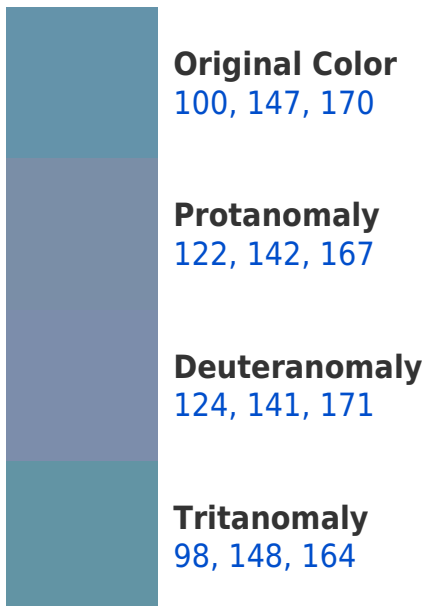 Original Color
100, 147, 170
Protanomaly
122, 142, 167
Deuteranomaly
124, 141, 171
Tritanomaly
98, 148, 164